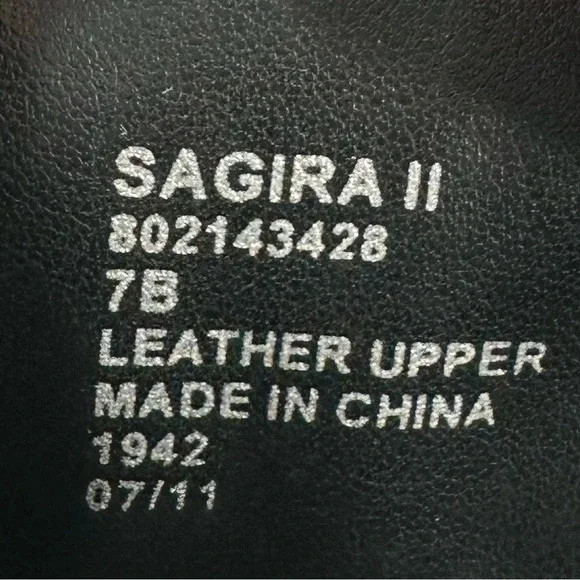 SAGIRA II
802143428
7B
LEATHER UPPER
MADE IN CHINA
1942
07/11